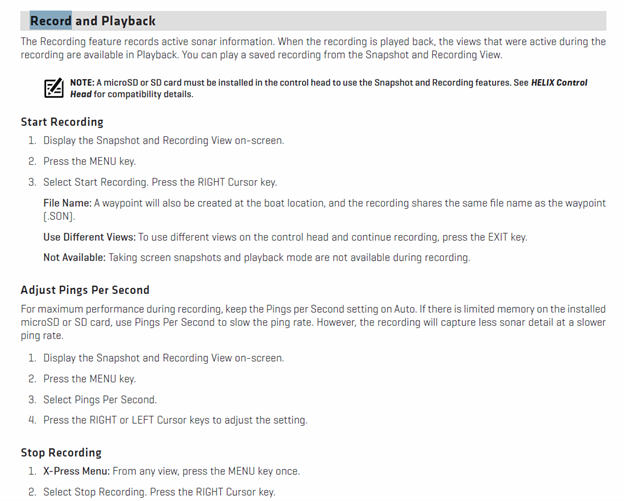 Record and Playback
The Recording feature records active sonar information. When the recording is played back, the views that were active during the
recording are available in Playback. You can play a saved recording from the Snapshot and Recording View.
NOTE: A microSD or SD card must be installed in the control head to use the Snapshot and Recording features. See HELIX Control
Head for compatibility details.
Start Recording
1. Display the Snapshot and Recording View on-screen.
2. Press the MENU key.
3. Select Start Recording. Press the RIGHT Cursor key.
File Name: A waypoint will also be created at the boat location, and the recording shares the same file name as the waypoint
(.SON).
Use Different Views: To use different views on the control head and continue recording, press the EXIT key.
Not Available: Taking screen snapshots and playback mode are not available during recording.
Adjust Pings Per Second
For maximum performance during recording, keep the Pings per Second setting on Auto. If there is limited memory on the installed
microSD or SD card, use Pings Per Second to slow the ping rate. However, the recording will capture less sonar detail at a slower
ping rate.
1. Display the Snapshot and Recording View on-screen.
2. Press the MENU key.
3. Select Pings Per Second.
4. Press the RIGHT or LEFT Cursor keys to adjust the setting.
Stop Recording
1. X-Press Menu: From any view, press the MENU key once.
2. Select Stop Recording. Press the RIGHT Cursor key.